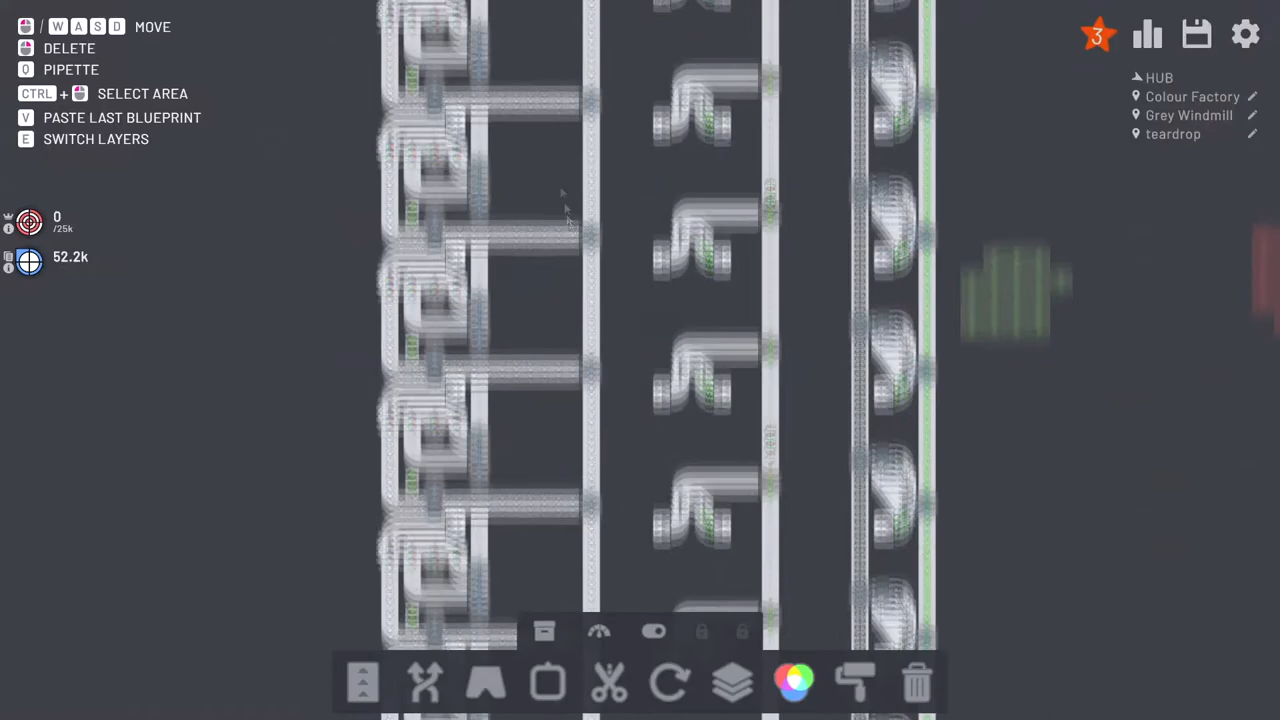 W A S D MOVE
DELETE
Q PIPETTE
CTRL + SELECT AREA
V PASTE LAST BLUEPRINT
E SWITCH LAYERS
0
/25k
52.2k
3
HUB
Colour Factory
Grey Windmill
teardrop